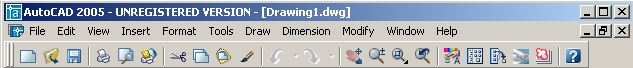 AutoCAD 2005 - UNREGISTERED VERSION - [Drawing1.dwg]
File Edit View Insert Format Tools Draw Dimension Modify Window Help